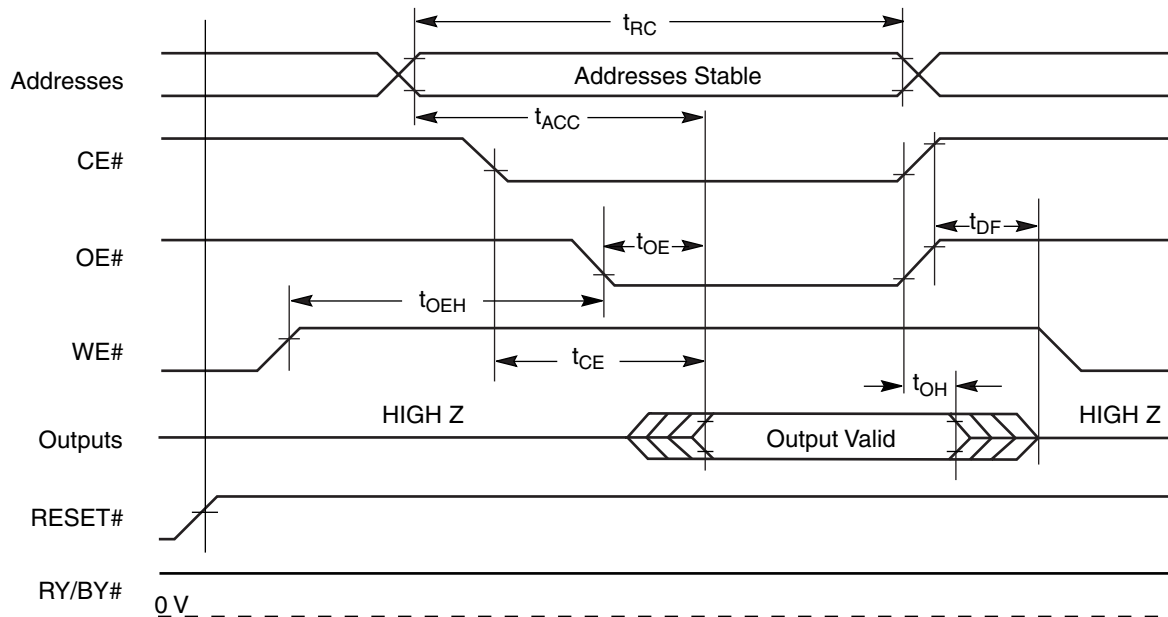 tRC
Addresses
Addresses Stable
tACC
CE#
tDF
OE#
tOE
tOEH
WE#
tCE
tOH
HIGH Z
HIGH Z
Outputs
Output Valid
RESET#
RY/BY#
0 V